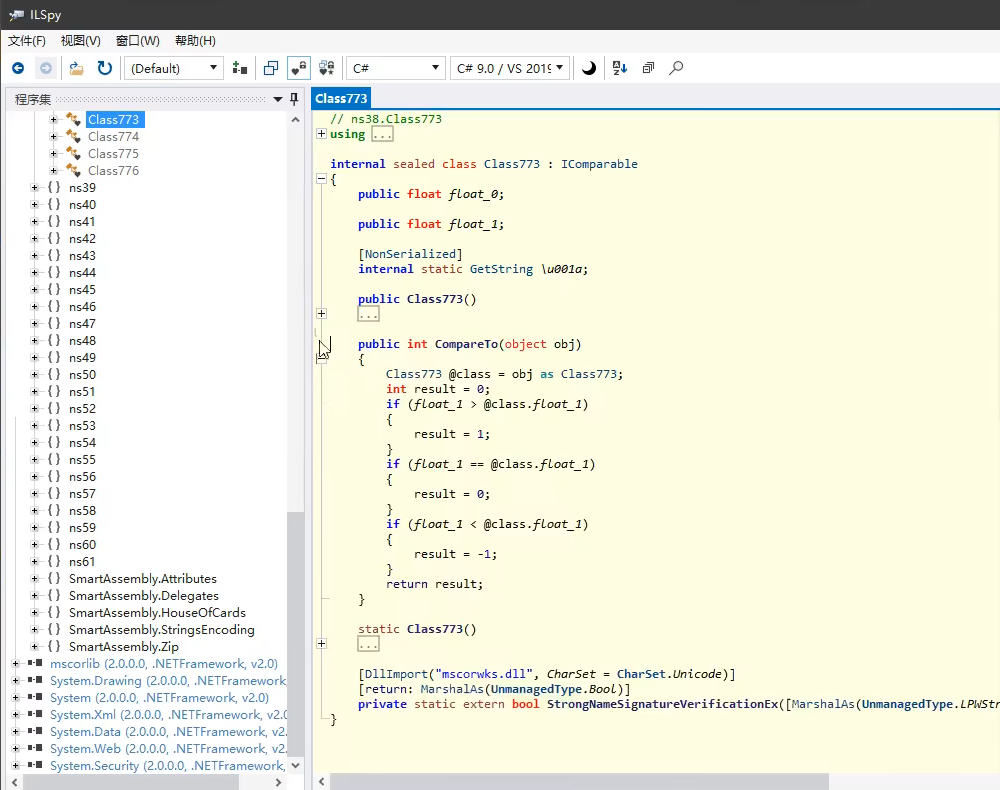 ILSpy
文件(F) 视图(V) 窗口(W) 帮助(H)
(Default) C# C# 9.0 / VS 2019
程序集
Class773
Class774
Class775
Class776
ns39
ns40
ns41
ns42
ns43
ns44
ns45
ns46
ns47
ns48
ns49
ns50
ns51
ns52
ns53
ns54
ns55
ns56
ns57
ns58
ns59
ns60
ns61
SmartAssembly.Attributes
SmartAssembly.Delegates
SmartAssembly.HouseOfCards
SmartAssembly.StringsEncoding
SmartAssembly.Zip
mscorlib (2.0.0.0, .NETFramework, v2.0)
System.Drawing (2.0.0.0, .NETFramework,
System (2.0.0.0, .NETFramework, v2.0)
System.Xml (2.0.0.0, .NETFramework, v2.0
System.Data (2.0.0.0, .NETFramework, v2.
System.Web (2.0.0.0, .NETFramework, v2.
System.Security (2.0.0.0, .NETFramework,
Class773
// ns38.Class773
using ...
internal sealed class Class773 : IComparable
{
public float float_0;
public float float_1;
[NonSerialized]
internal static GetString \u001a;
public Class773()
...
public int CompareTo(object obj)
{
Class773 @class = obj as Class773;
int result = 0;
if (float_1 > @class.float_1)
{
result = 1;
}
if (float_1 == @class.float_1)
{
result = 0;
}
if (float_1 < @class.float_1)
{
result = -1;
}
return result;
}
static Class773()
...
[DllImport("mscorwks.dll", CharSet = CharSet.Unicode)]
[return: MarshalAs(UnmanagedType.Bool)]
private static extern bool StrongNameSignatureVerificationEx([MarshalAs(UnmanagedType.LPWStr
}